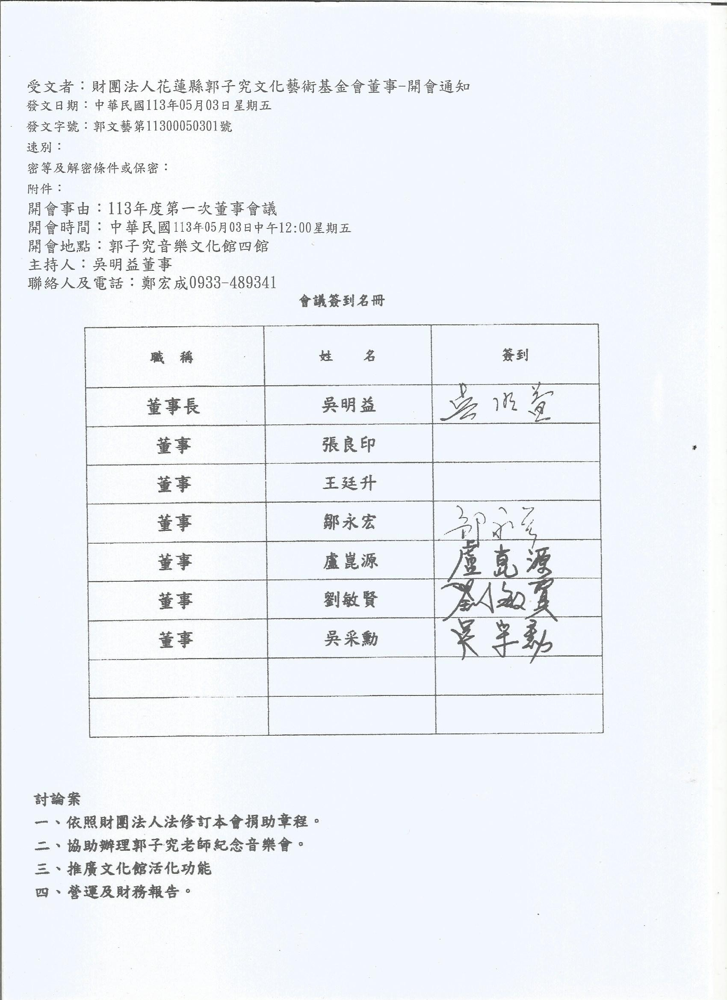 受文者：財團法人花蓮縣郭子究文化藝術基金會董事-開會通知
發文日期：中華民國113年05月03日星期五
發文字號：郭文藝第11300050301號
速別：
密等及解密條件或保密：
附件：
開會事由：113年度第一次董事會議
開會時間：中華民國113年05月03日中午12:00星期五
開會地點：郭子究音樂文化館四館
主持人：吳明益董事
聯絡人及電話：鄭宏成0933-489341
會議簽到名冊
職 稱 姓 名 簽到
董事長 吳明益 吳明益
董事 張良印
董事 王廷升
董事 鄒永宏 鄒永宏
董事 盧崑源 盧崑源
董事 劉敏賢 劉敏賢
董事 吳采勳 吳采勳
討論案
一、依照財團法人法修訂本會捐助章程。
二、協助辦理郭子究老師紀念音樂會。
三、推廣文化館活化功能
四、營運及財務報告。